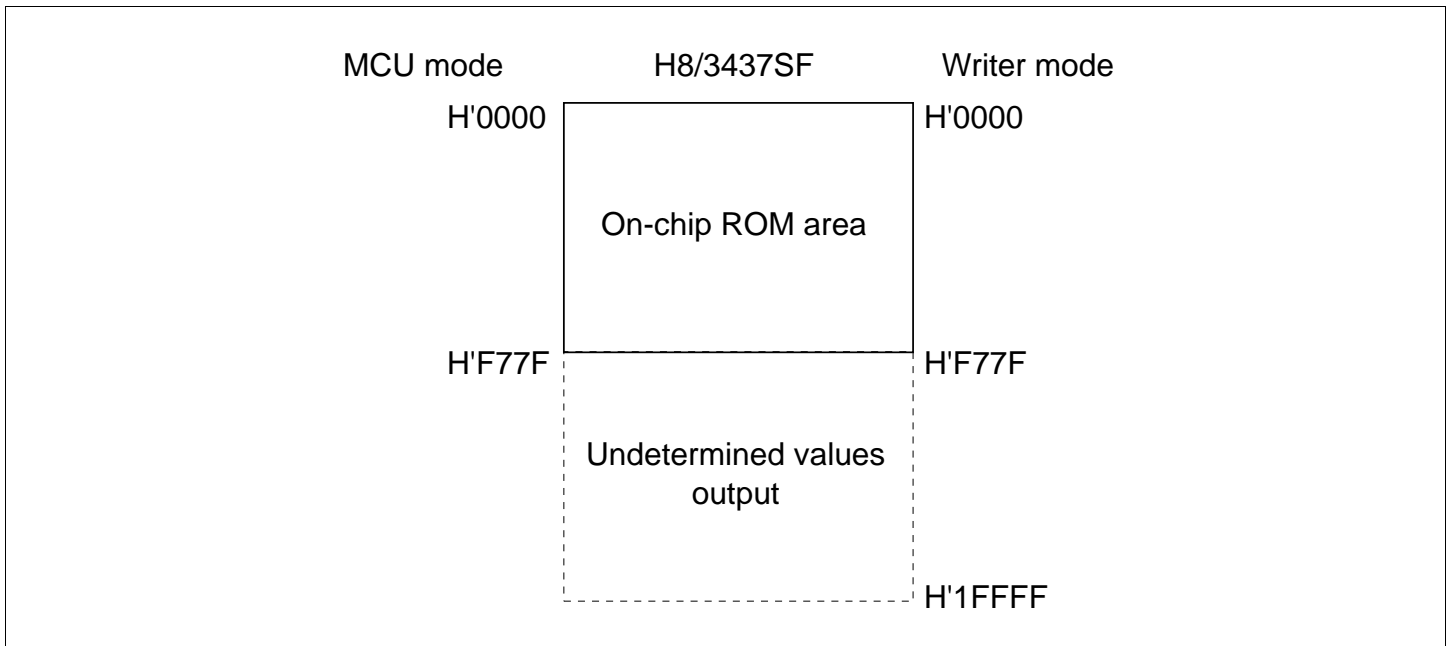 MCU mode H8/3437SF Writer mode
H'0000 H'0000
On-chip ROM area
H'F77F H'F77F
Undetermined values
output
H'1FFFF